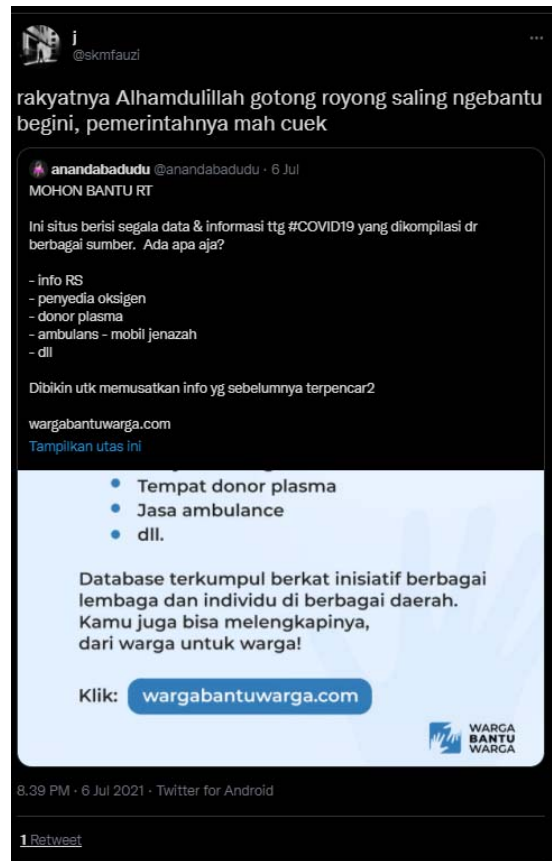 j
@skmfauzi
rakyatnya Alhamdulillah gotong royong saling ngebantu
begini, pemerintahnya mah cuek
anandabadudu @anandabadudu · 6 Jul
MOHON BANTU RT
Ini situs berisi segala data & informasi ttg #COVID19 yang dikompilasi dr
berbagai sumber. Ada apa aja?
- info RS
- penyedia oksigen
- donor plasma
- ambulans - mobil jenazah
- dll
Dibikin utk memusatkan info yg sebelumnya terpencar2
wargabantuwarga.com
Tampilkan utas ini
• Tempat donor plasma
• Jasa ambulance
• dll.
Database terkumpul berkat inisiatif berbagai
lembaga dan individu di berbagai daerah.
Kamu juga bisa melengkapinya,
dari warga untuk warga!
Klik: wargabantuwarga.com
WARGA
BANTU
WARGA
8.39 PM · 6 Jul 2021 · Twitter for Android
1 Retweet